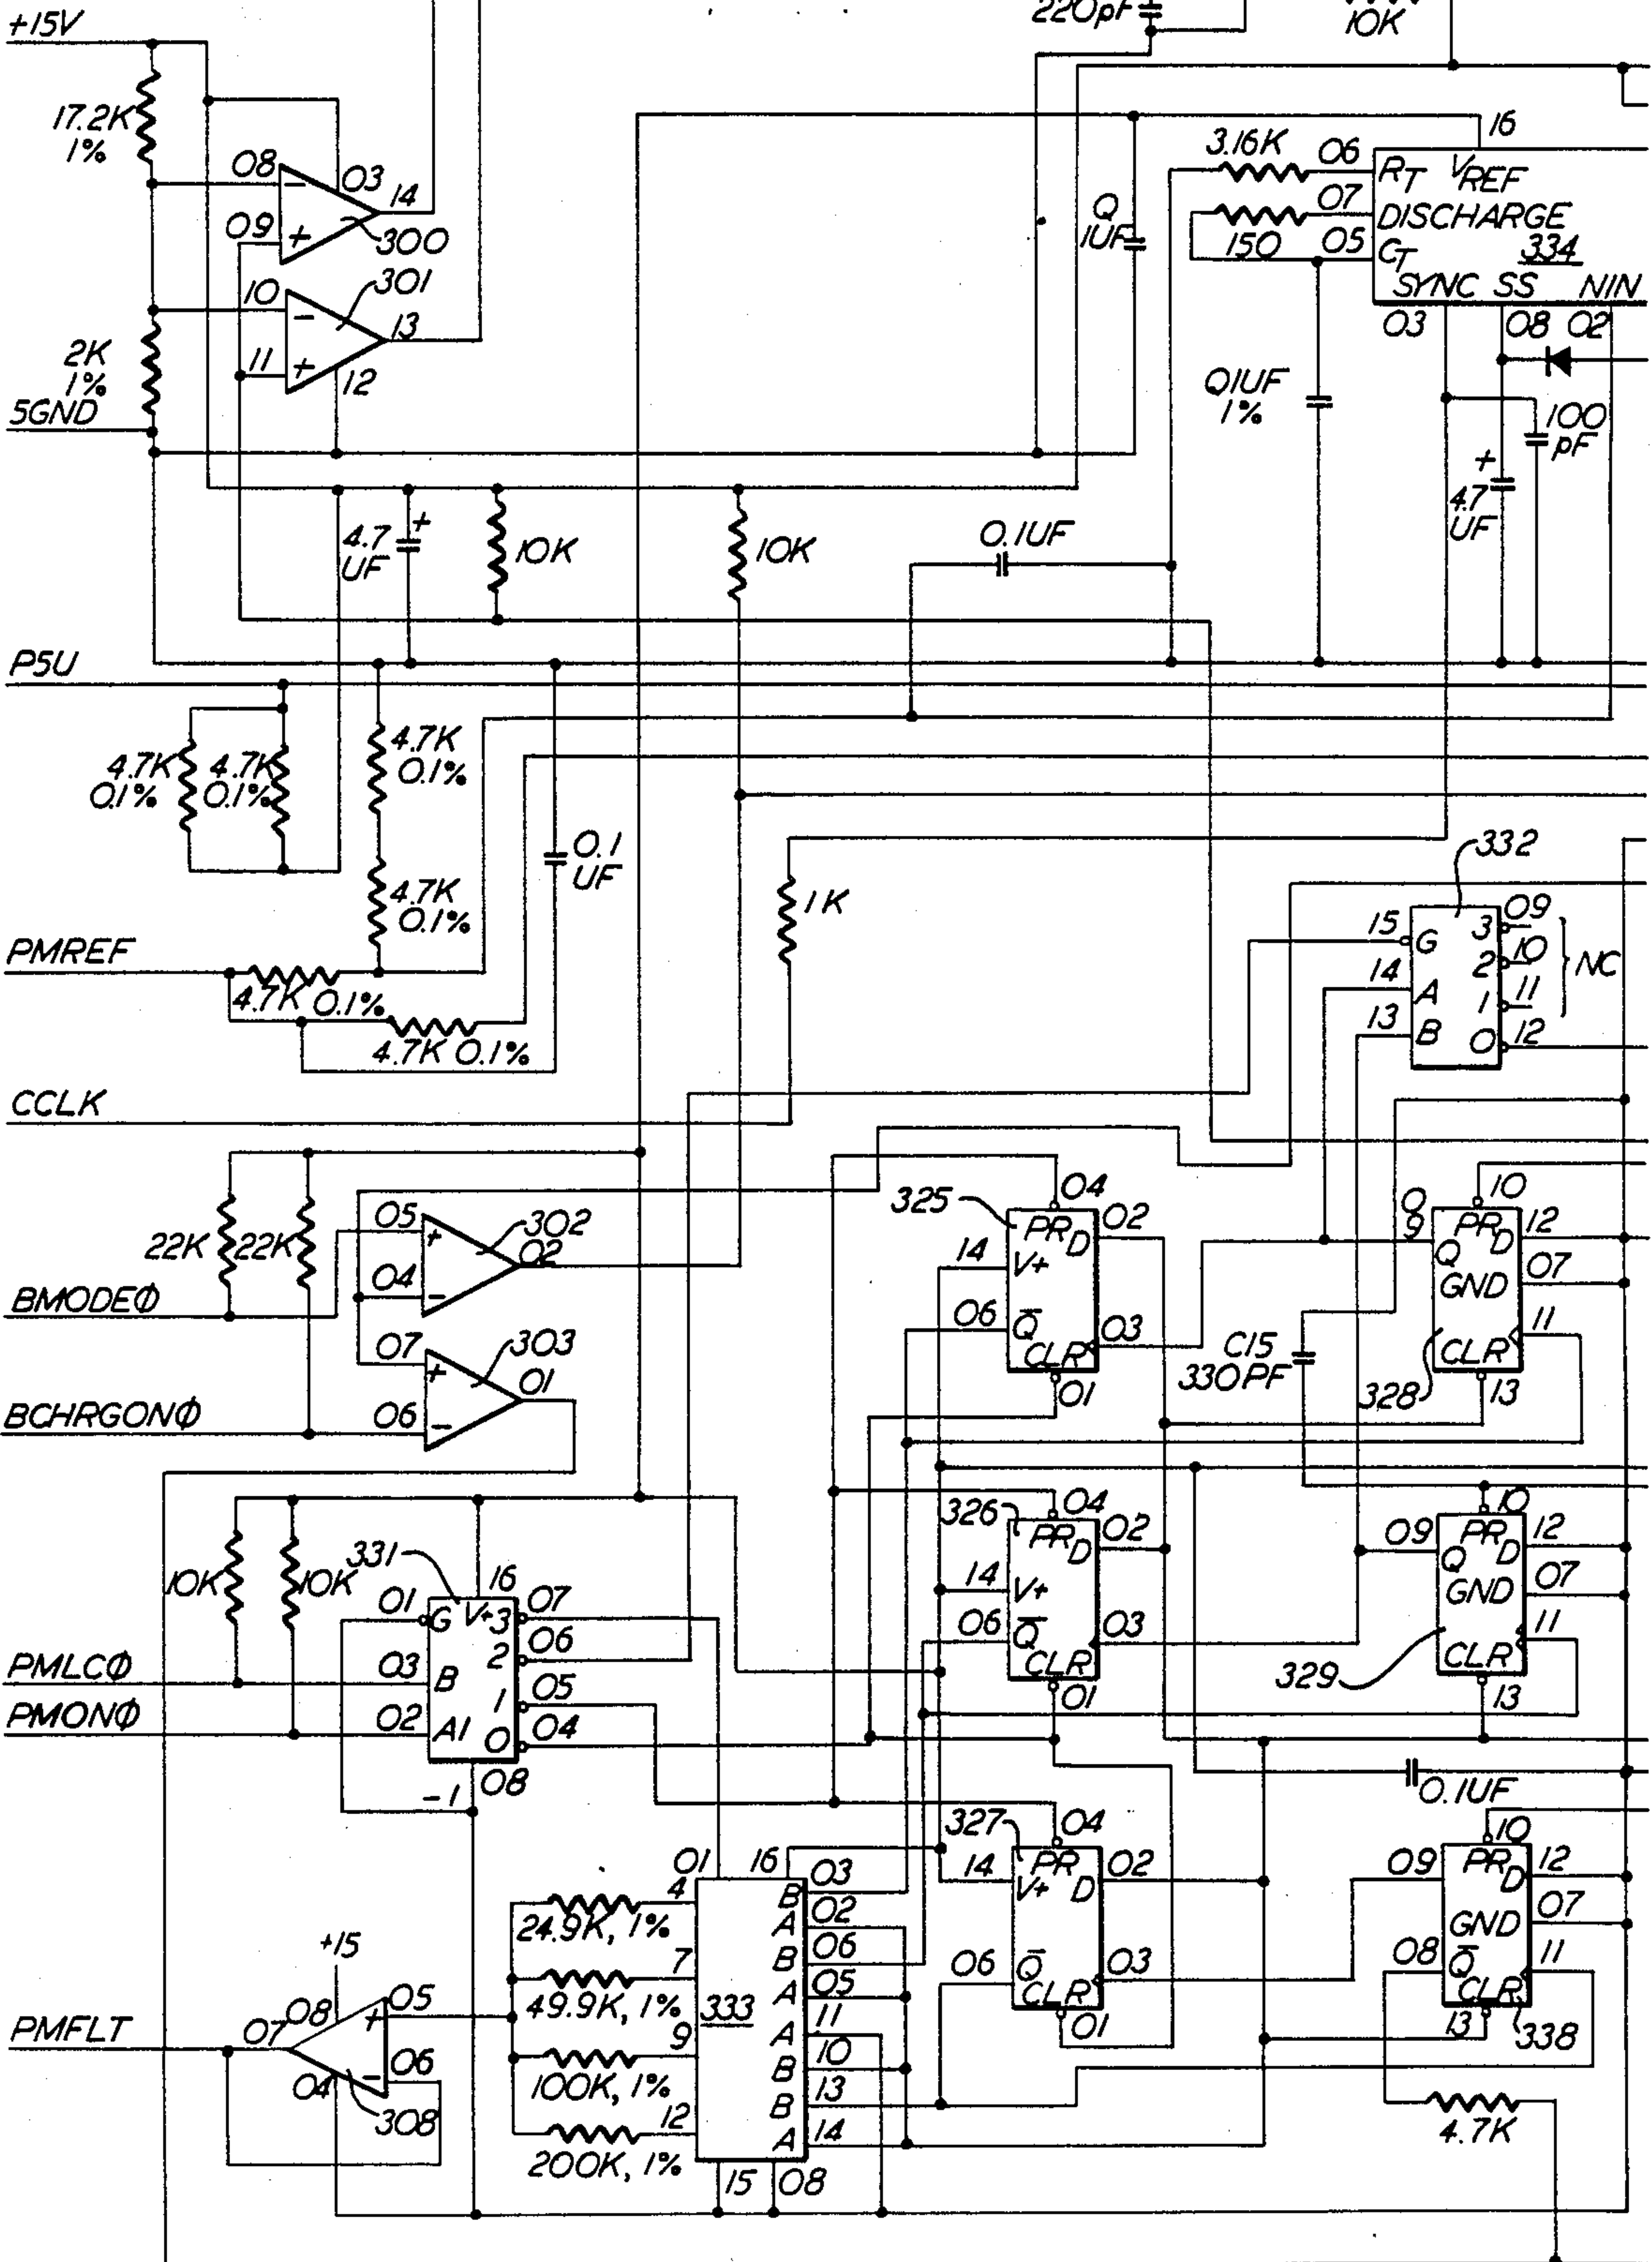 220pF
10K
+15V
17.2K
1%
08
03
14
−
09
+
300
10
301
−
13
11
+
12
2K
1%
5GND
16
3.16K
06
RT
VREF
07
DISCHARGE
150
05
CT
334
SYNC
SS
NIN
03
08
02
Q
1UF
Q1UF
1%
100
pF
+
4.7
UF
4.7
UF
+
10K
10K
0.1UF
P5U
4.7K
0.1%
4.7K
0.1%
4.7K
0.1%
0.1
UF
4.7K
0.1%
1K
PMREF
4.7K 0.1%
4.7K 0.1%
332
15
G
3
09
14
A
2
10
NC
1
11
13
B
0
12
CCLK
22K
22K
05
+
302
02
04
−
BMODEØ
07
+
303
01
06
−
BCHRGONØ
325
04
PR
D
02
14
V+
06
Q̅
CLR
03
01
10
0
9
PR
D
12
Q
GND
07
11
CLR
328
13
C15
330PF
326
04
PR
D
02
14
V+
06
Q̅
CLR
03
01
10
09
PR
D
12
Q
GND
07
11
CLR
329
13
10K
10K
331
16
01
G
V+
3
07
2
06
PMLCØ
03
B
1
05
PMONØ
02
A1
0
04
−1
08
0.1UF
327
04
PR
D
02
14
V+
06
Q̅
CLR
03
01
10
09
PR
D
12
GND
07
08
Q̅
11
CLR
13
338
4.7K
01
16
4
24.9K, 1%
7
49.9K, 1%
333
9
100K, 1%
12
200K, 1%
B
03
A
02
B
06
A
05
A
11
B
10
B
13
A
14
15
08
+15
08
+
05
PMFLT
07
04
−
06
308